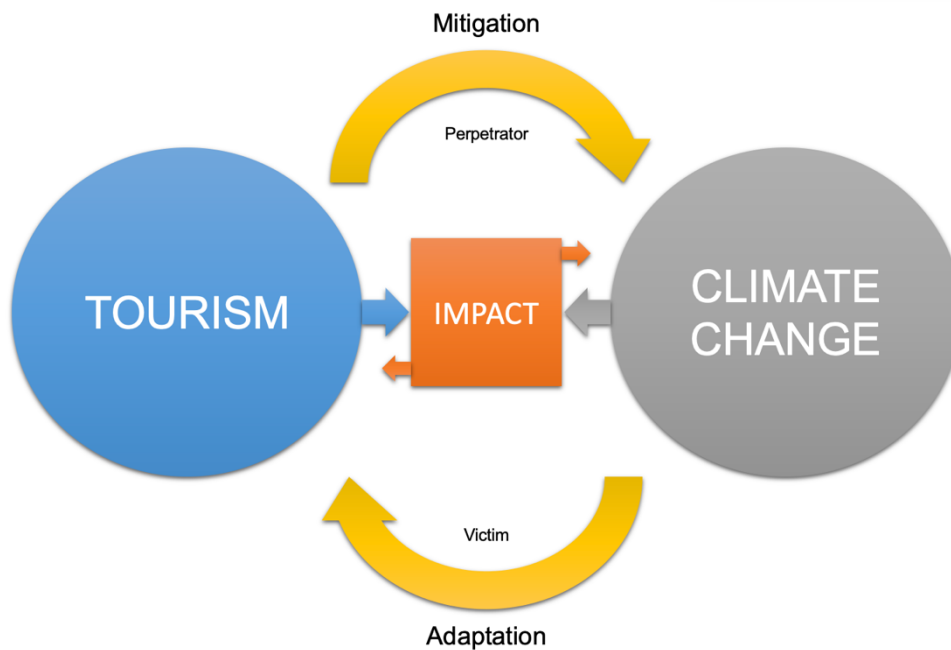 Mitigation
Perpetrator
TOURISM
IMPACT
CLIMATE
CHANGE
Victim
Adaptation